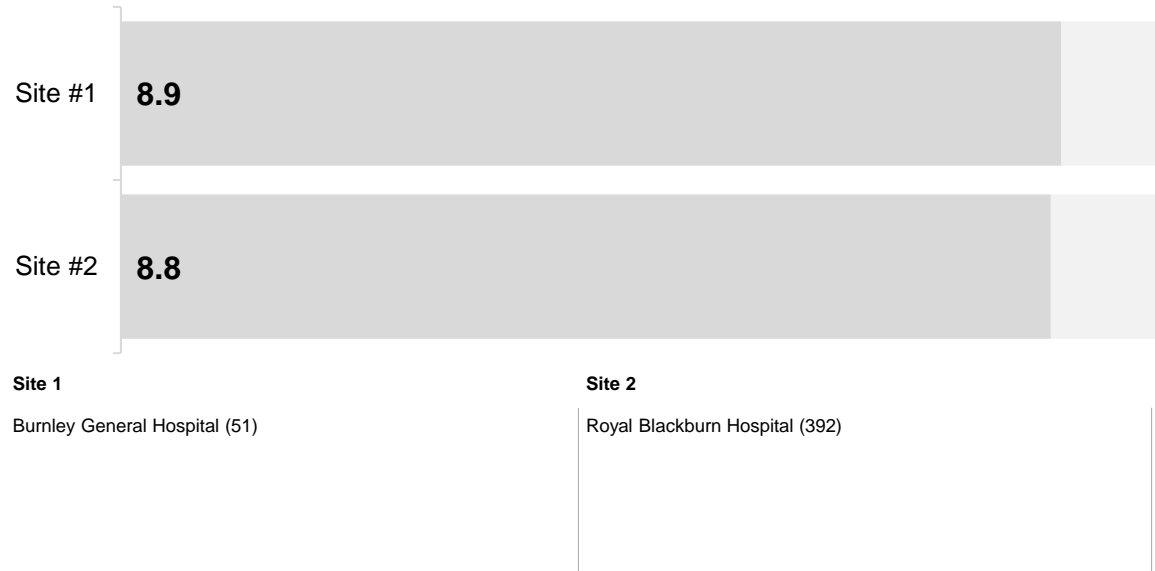 Site #1 8.9
Site #2 8.8
Site 1
Burnley General Hospital (51)
Site 2
Royal Blackburn Hospital (392)